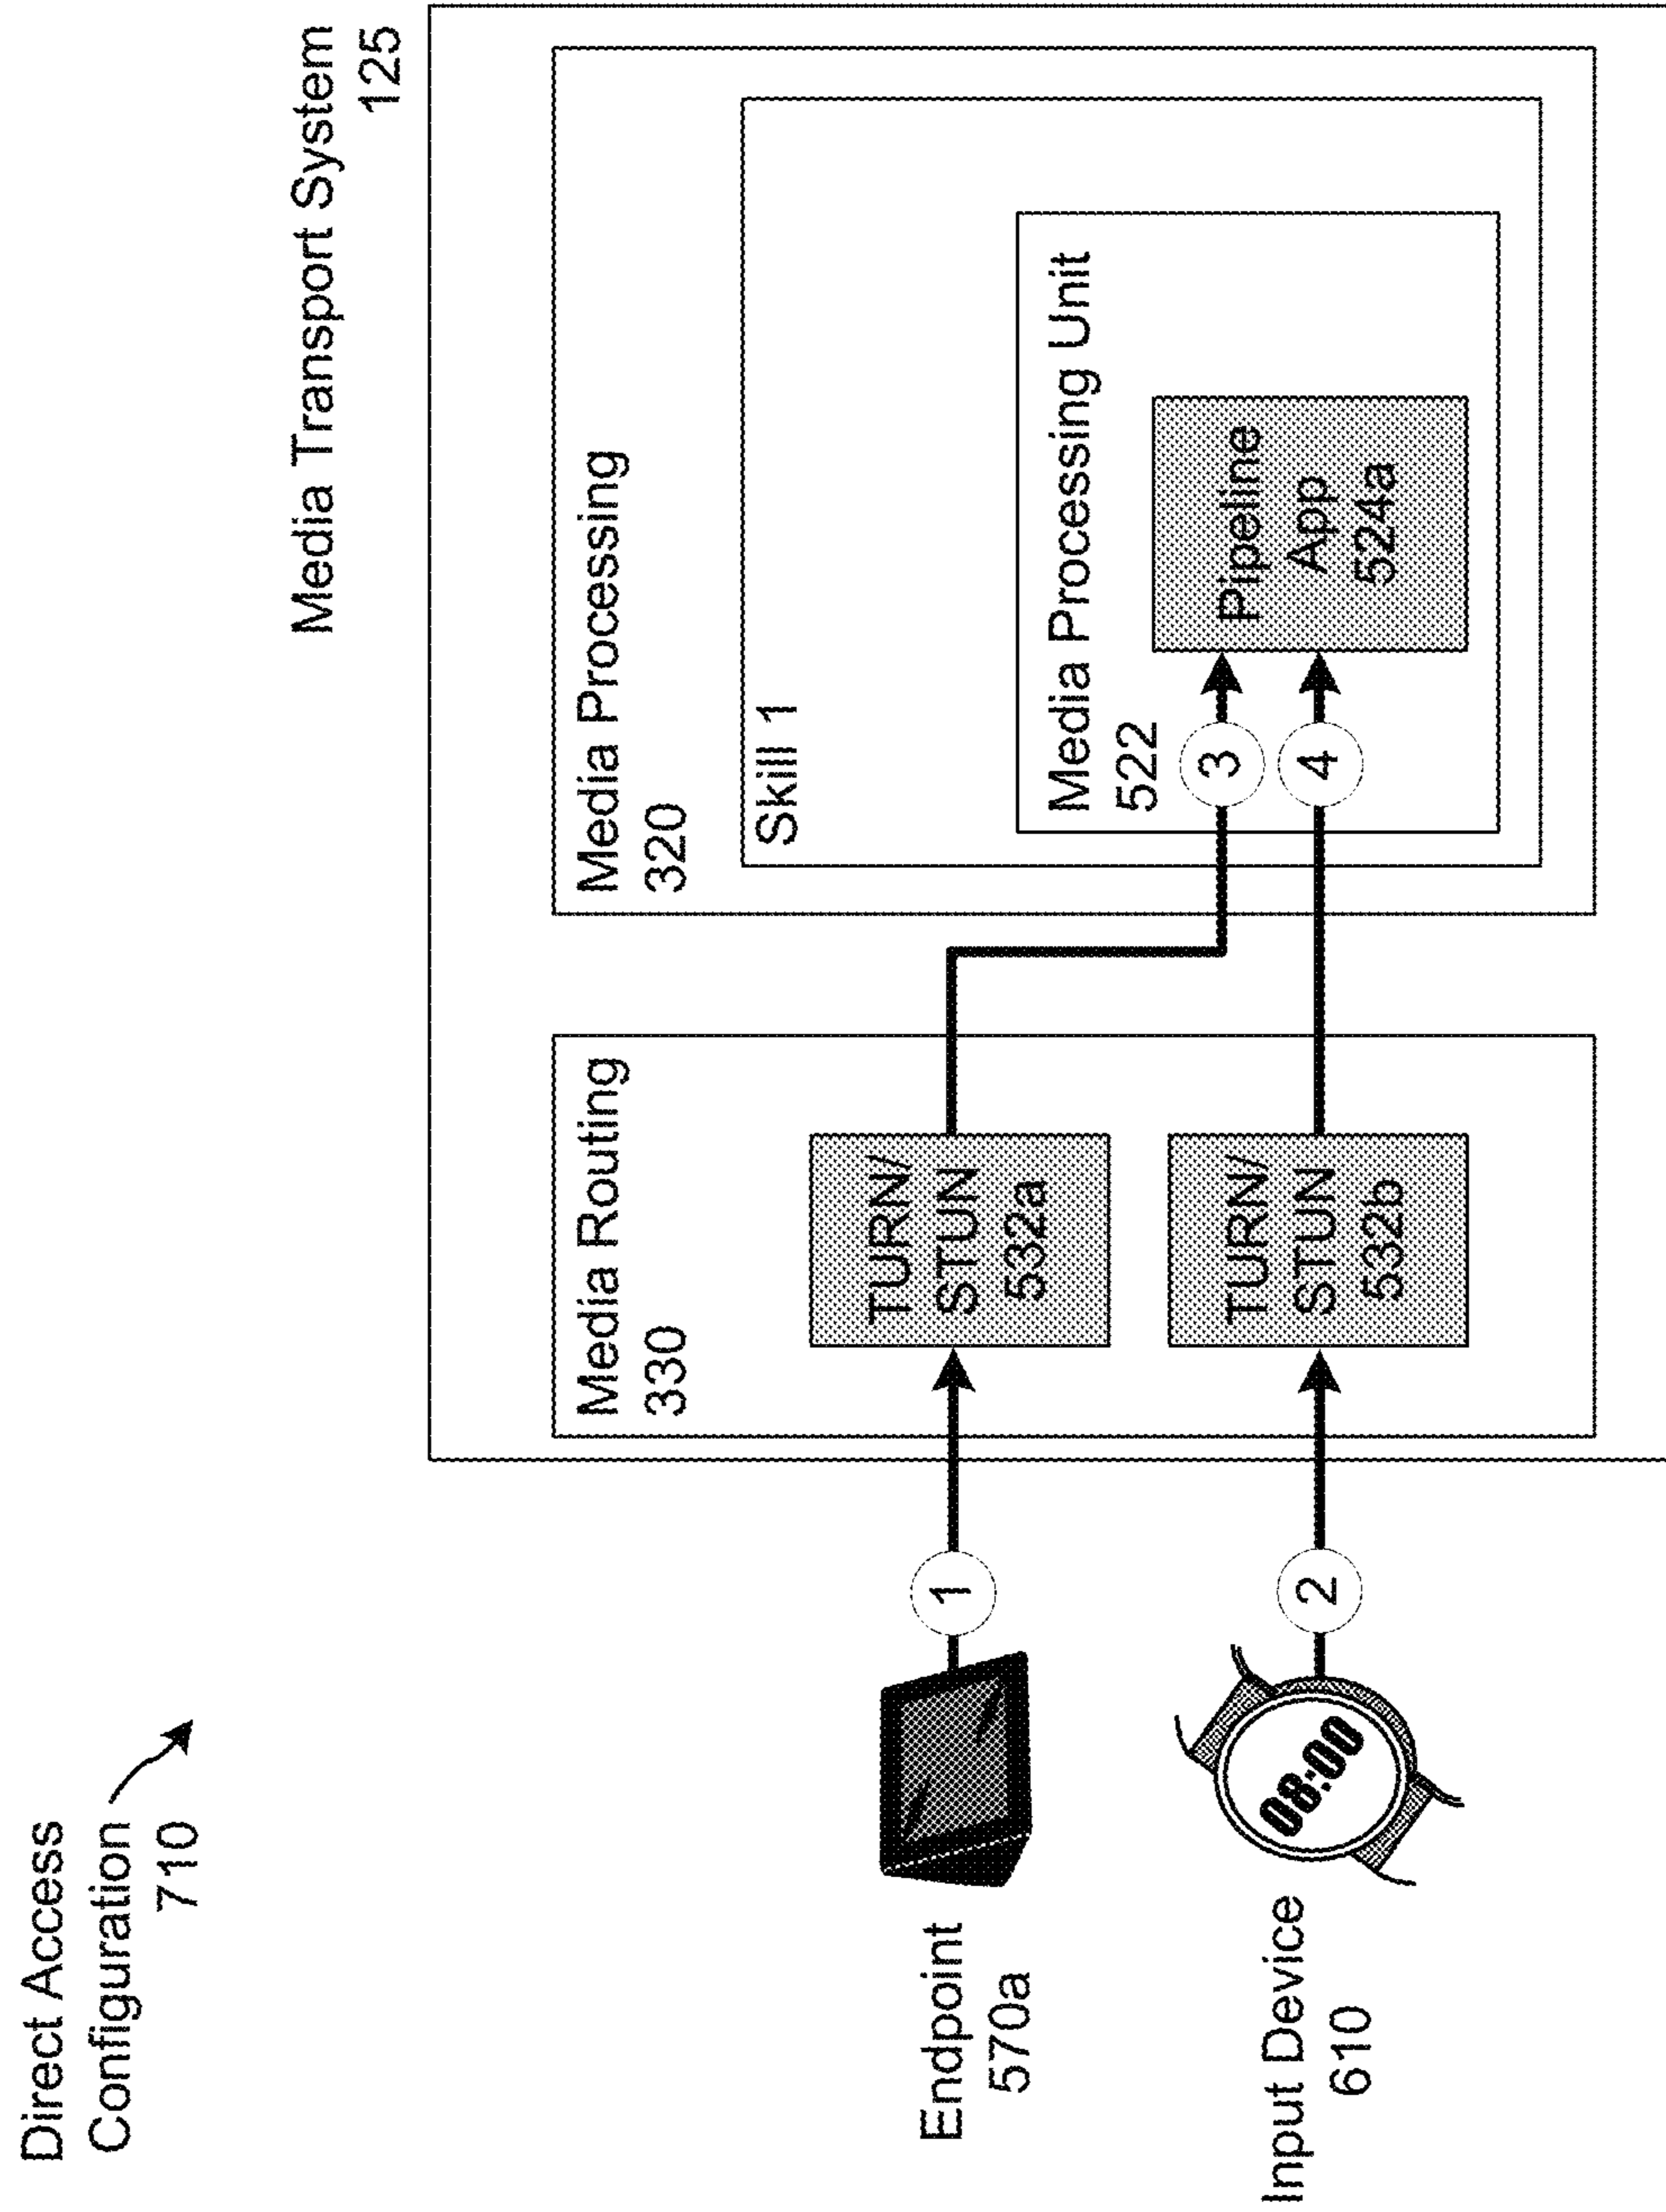 Direct Access
Configuration
710
Media Transport System
125
Media Routing
330
TURN/
STUN
532a
TURN/
STUN
532b
Media Processing
320
Skill 1
Media Processing Unit
522
Pipeline
App
524a
1
2
3
4
Endpoint
570a
Input Device
610
08:00